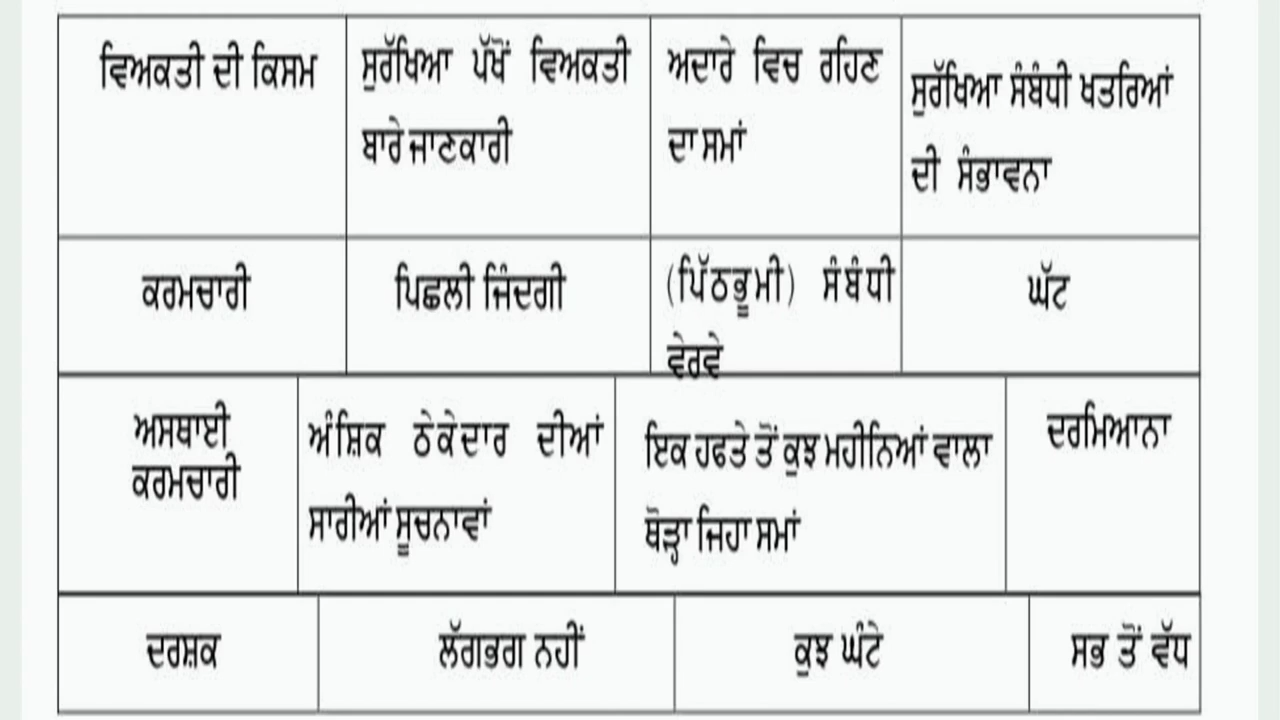 ਵਿਅਕਤੀ ਦੀ ਕਿਸਮ
ਸੁਰੱਖਿਆ ਪੱਖੋਂ ਵਿਅਕਤੀ
ਬਾਰੇ ਜਾਣਕਾਰੀ
ਅਦਾਰੇ ਵਿਚ ਰਹਿਣ
ਦਾ ਸਮਾਂ
ਸੁਰੱਖਿਆ ਸੰਬੰਧੀ ਖਤਰਿਆਂ
ਦੀ ਸੰਭਾਵਨਾ
ਕਰਮਚਾਰੀ
ਪਿਛਲੀ ਜਿੰਦਗੀ
(ਪਿੱਠਭੂਮੀ) ਸੰਬੰਧੀ
ਵੇਰਵੇ
ਘੱਟ
ਅਸਥਾਈ
ਕਰਮਚਾਰੀ
ਅੰਸ਼ਿਕ ਠੇਕੇਦਾਰ ਦੀਆਂ
ਸਾਰੀਆਂ ਸੂਚਨਾਵਾਂ
ਇਕ ਹਫਤੇ ਤੋਂ ਕੁਝ ਮਹੀਨਿਆਂ ਵਾਲਾ
ਥੋੜ੍ਹਾ ਜਿਹਾ ਸਮਾਂ
ਦਰਮਿਆਨਾ
ਦਰਸ਼ਕ
ਲੱਗਭਗ ਨਹੀਂ
ਕੁਝ ਘੰਟੇ
ਸਭ ਤੋਂ ਵੱਧ